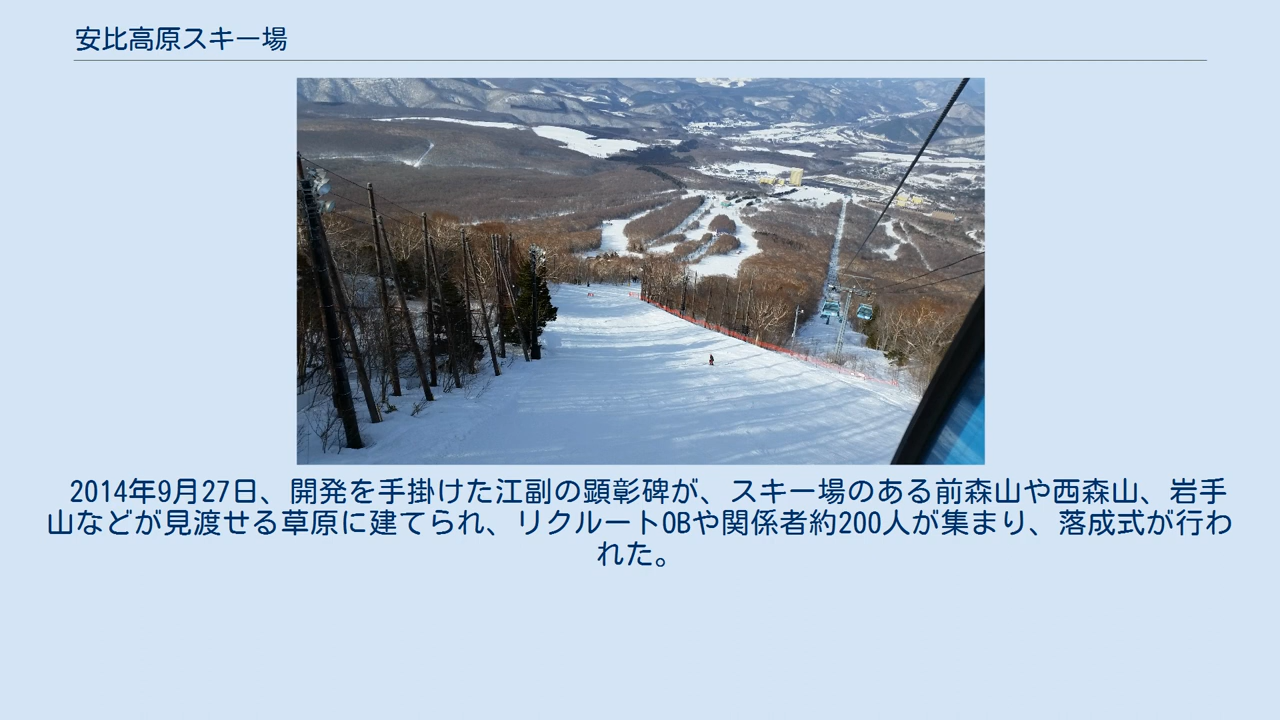 安比高原スキー場
2014年9月27日、開発を手掛けた江副の顕彰碑が、スキー場のある前森山や西森山、岩手
山などが見渡せる草原に建てられ、リクルートOBや関係者約200人が集まり、落成式が行わ
れた。